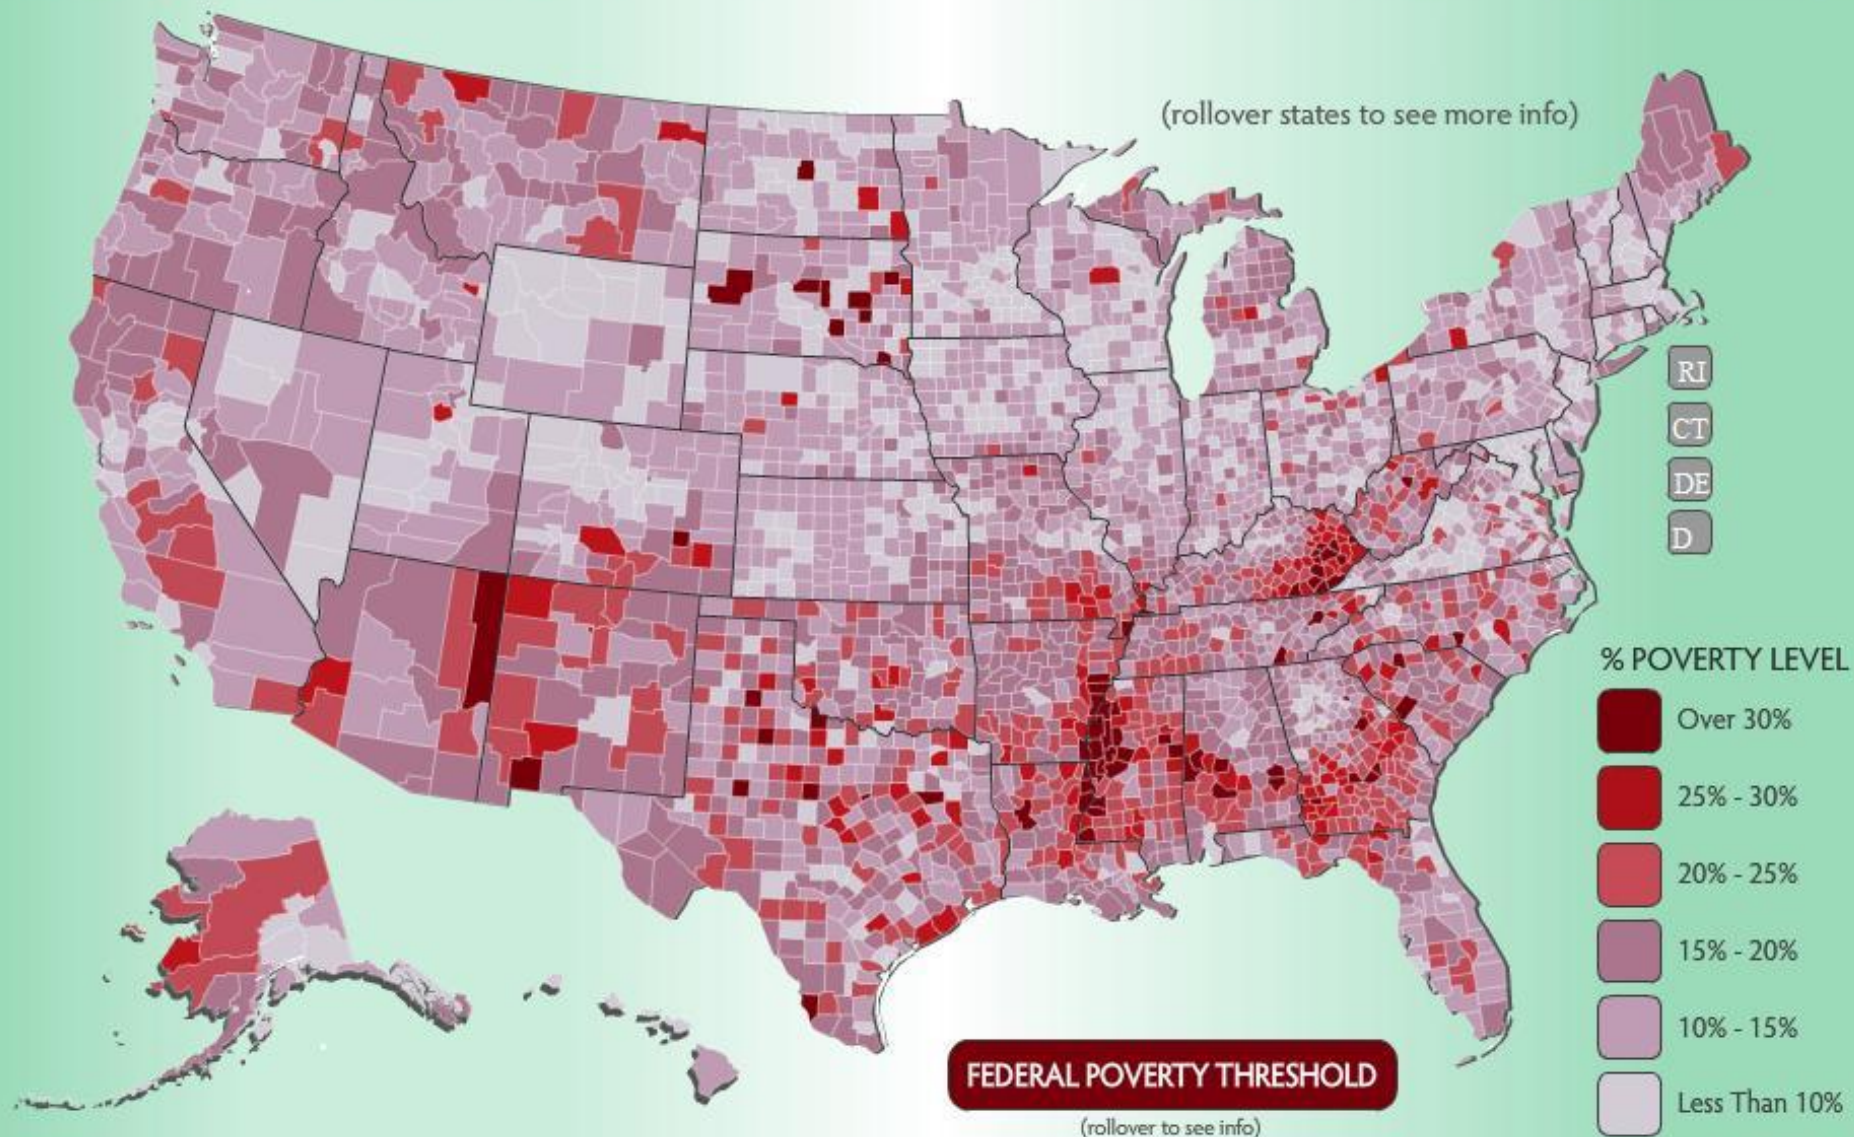 (rollover states to see more info)
RI
CT
DE
D
% POVERTY LEVEL
Over 30%
25% - 30%
20% - 25%
15% - 20%
10% - 15%
Less Than 10%
FEDERAL POVERTY THRESHOLD
(rollover to see info)